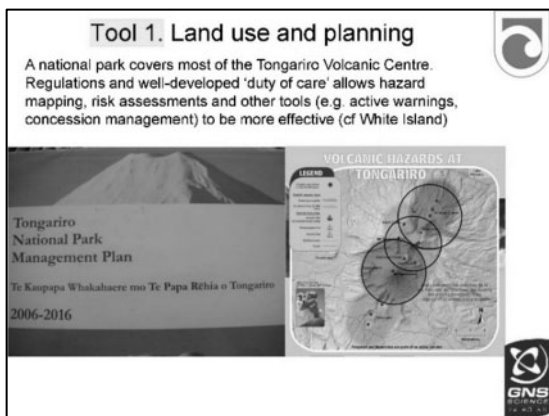 Tool 1. Land use and planning
A national park covers most of the Tongariro Volcanic Centre.
Regulations and well-developed 'duty of care' allows hazard
mapping, risk assessments and other tools (e.g. active warnings,
concession management) to be more effective (cf White Island)
Tongariro
National Park
Management Plan
Te Kaupapa Whakahaere mo Te Papa Rēhia o Tongariro
2006-2016
VOLCANIC HAZARDS AT
TONGARIRO
LEGEND
GNS
SCIENCE